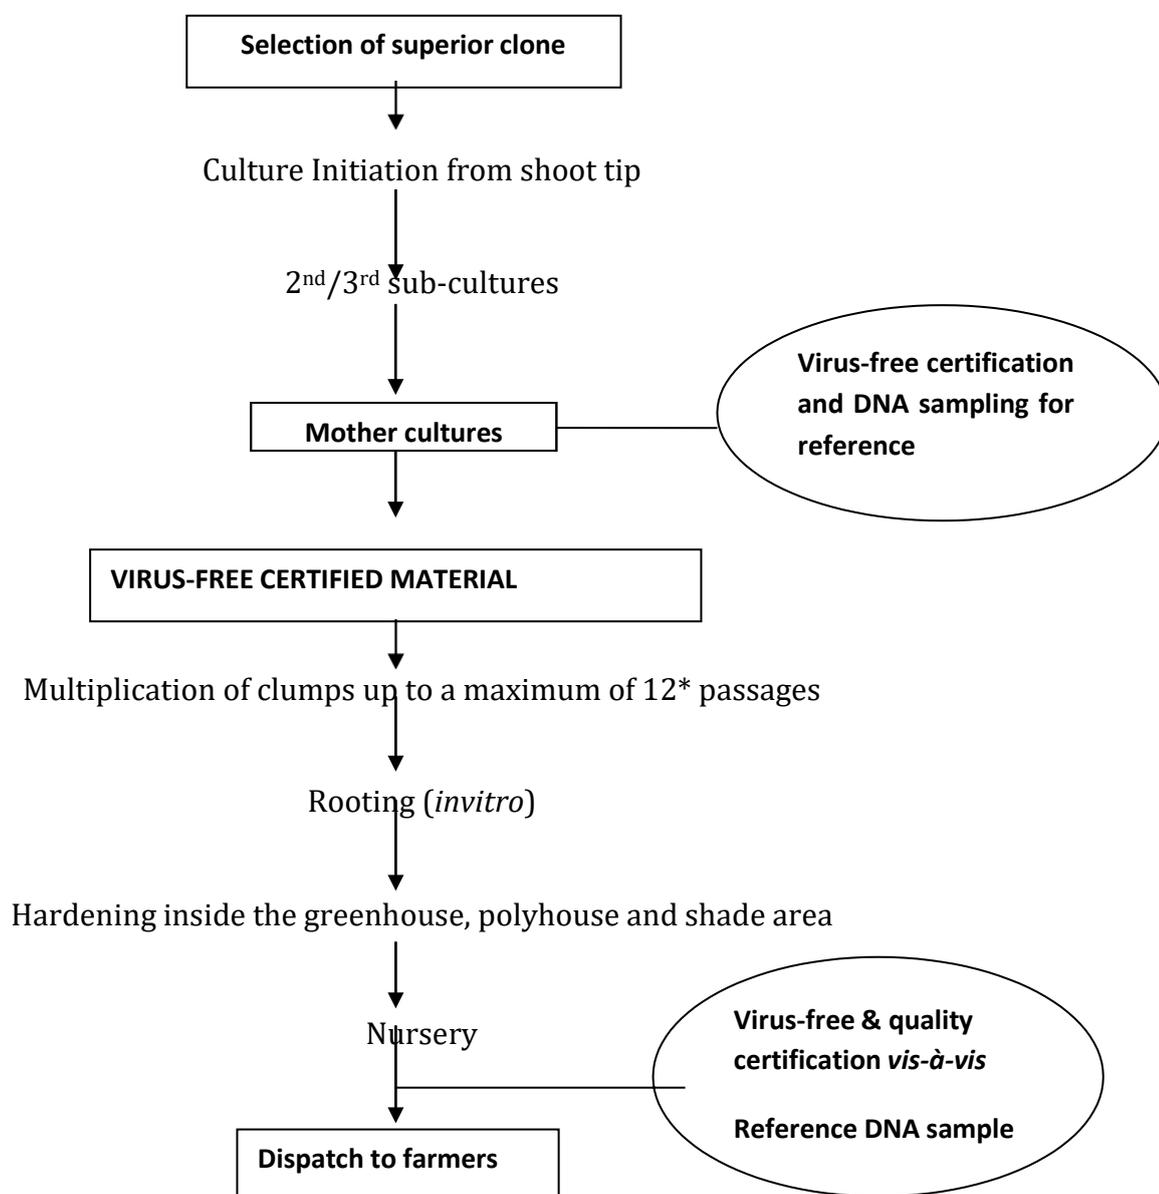 Selection of superior clone
Culture Initiation from shoot tip
2nd/3rd sub-cultures
Virus-free certification
and DNA sampling for
reference
Mother cultures
VIRUS-FREE CERTIFIED MATERIAL
Multiplication of clumps up to a maximum of 12* passages
Rooting (invitro)
Hardening inside the greenhouse, polyhouse and shade area
Nursery
Virus-free & quality
certification vis-à-vis
Reference DNA sample
Dispatch to farmers